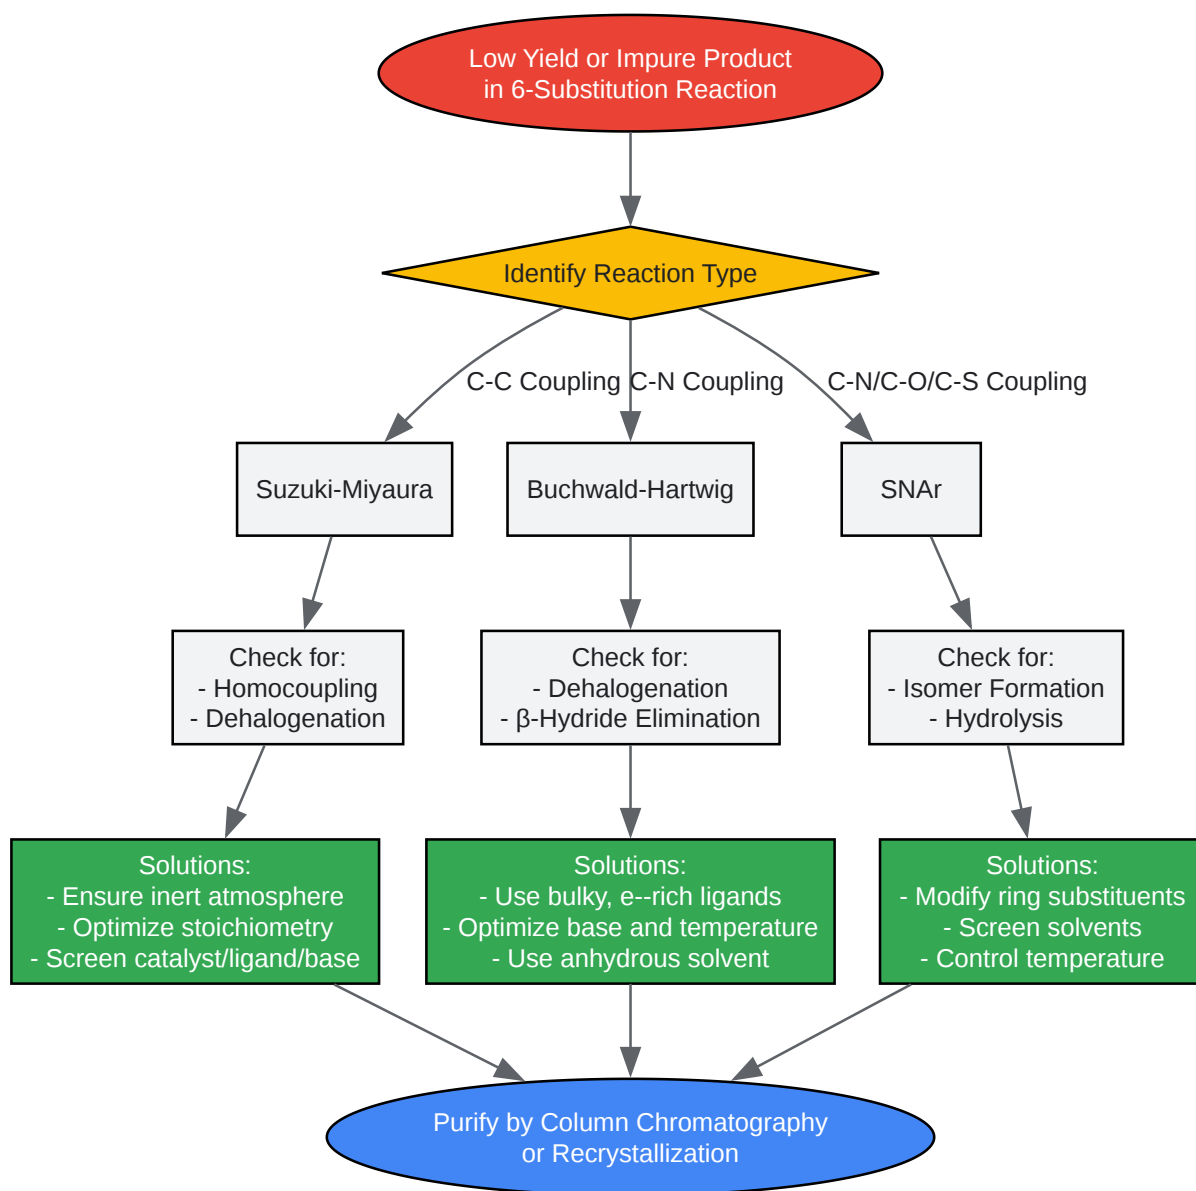 Low Yield or Impure Product
in 6-Substitution Reaction
Identify Reaction Type
C-C Coupling
C-N Coupling
C-N/C-O/C-S Coupling
Suzuki-Miyaura
Buchwald-Hartwig
SNAr
Check for:
- Homocoupling
- Dehalogenation
Check for:
- Dehalogenation
- β-Hydride Elimination
Check for:
- Isomer Formation
- Hydrolysis
Solutions:
- Ensure inert atmosphere
- Optimize stoichiometry
- Screen catalyst/ligand/base
Solutions:
- Use bulky, e--rich ligands
- Optimize base and temperature
- Use anhydrous solvent
Solutions:
- Modify ring substituents
- Screen solvents
- Control temperature
Purify by Column Chromatography
or Recrystallization